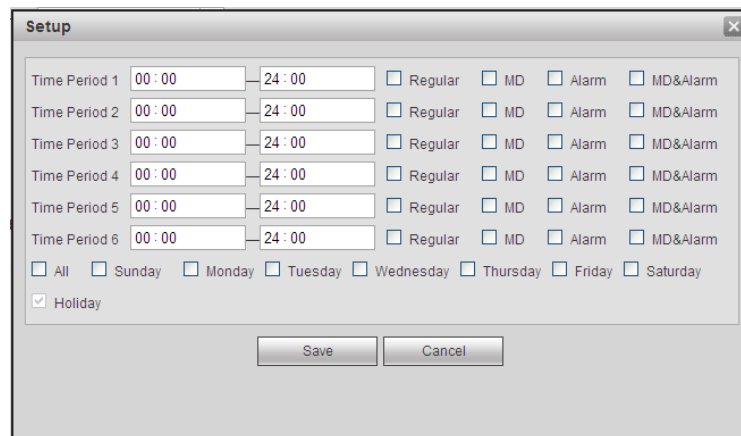 Setup
Time Period 1 00:00 — 24:00 Regular MD Alarm MD&Alarm
Time Period 2 00:00 — 24:00 Regular MD Alarm MD&Alarm
Time Period 3 00:00 — 24:00 Regular MD Alarm MD&Alarm
Time Period 4 00:00 — 24:00 Regular MD Alarm MD&Alarm
Time Period 5 00:00 — 24:00 Regular MD Alarm MD&Alarm
Time Period 6 00:00 — 24:00 Regular MD Alarm MD&Alarm
All Sunday Monday Tuesday Wednesday Thursday Friday Saturday
Holiday
Save Cancel